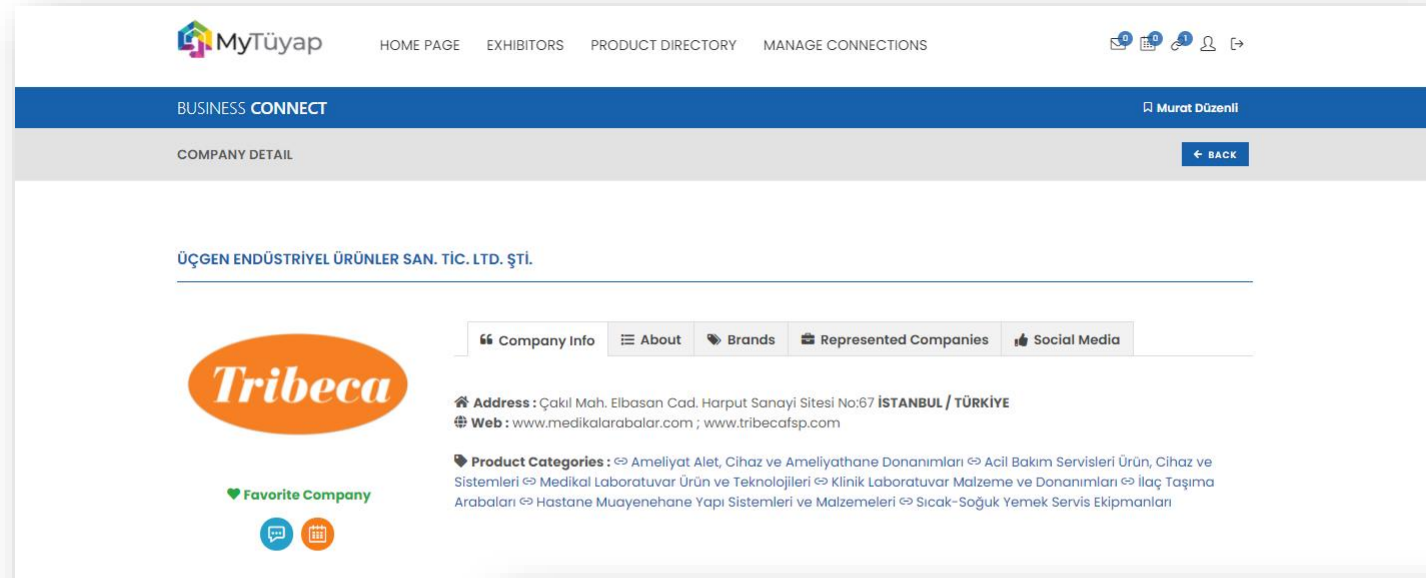 MyTüyap HOME PAGE EXHIBITORS PRODUCT DIRECTORY MANAGE CONNECTIONS 0 0 1
BUSINESS CONNECT Murat Düzenli
COMPANY DETAIL BACK
ÜÇGEN ENDÜSTRİYEL ÜRÜNLER SAN. TİC. LTD. ŞTİ.
Company Info About Brands Represented Companies Social Media
Tribeca
Address : Çakıl Mah. Elbasan Cad. Harput Sanayi Sitesi No:67 İSTANBUL / TÜRKİYE
Web : www.medikalarabalar.com ; www.tribecafsp.com
Product Categories : Ameliyat Alet, Cihaz ve Ameliyathane Donanımları Acil Bakım Servisleri Ürün, Cihaz ve
Sistemleri Medikal Laboratuvar Ürün ve Teknolojileri Klinik Laboratuvar Malzeme ve Donanımları İlaç Taşıma
Arabaları Hastane Muayenehane Yapı Sistemleri ve Malzemeleri Sıcak-Soğuk Yemek Servis Ekipmanları
Favorite Company